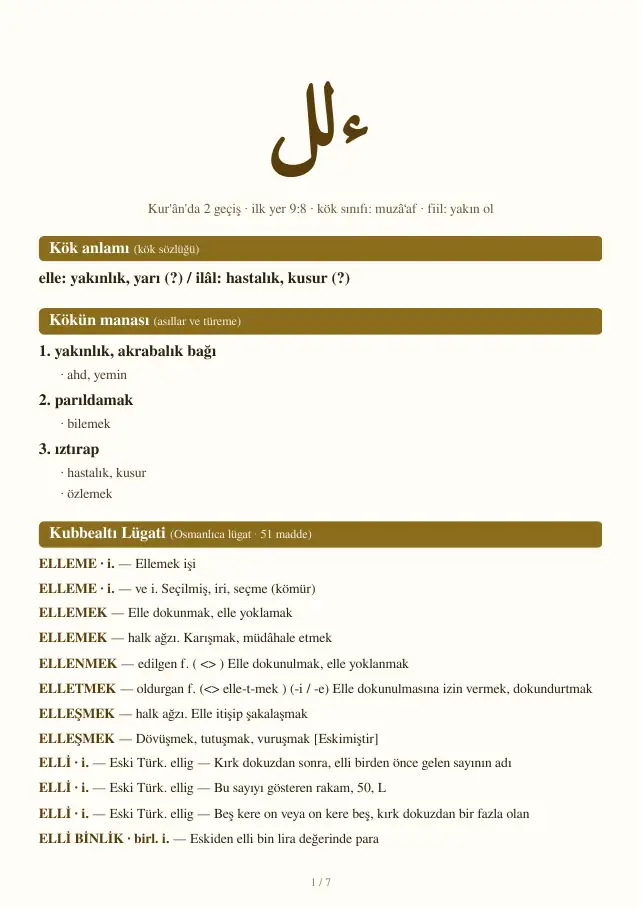 ءلل
Kur'ân'da 2 geçiş · ilk yer 9:8 · kök sınıfı: muzâ'af · fiil: yakın ol
Kök anlamı (kök sözlüğü)
elle: yakınlık, yarı (?) / ilâl: hastalık, kusur (?)
Kökün manası (asıllar ve türeme)
1. yakınlık, akrabalık bağı
· ahd, yemin
2. parıldamak
· bilemek
3. ıztırap
· hastalık, kusur
· özlemek
Kubbealtı Lügati (Osmanlıca lügat · 51 madde)
ELLEME · i. — Ellemek işi
ELLEME · i. — ve i. Seçilmiş, iri, seçme (kömür)
ELLEMEK — Elle dokunmak, elle yoklamak
ELLEMEK — halk ağzı. Karışmak, müdâhale etmek
ELLENMEK — edilgen f. ( <> ) Elle dokunulmak, elle yoklanmak
ELLETMEK — oldurgan f. (<> elle-t-mek ) (-i / -e) Elle dokunulmasına izin vermek, dokundurtmak
ELLEŞMEK — halk ağzı. Elle itişip şakalaşmak
ELLEŞMEK — Dövüşmek, tutuşmak, vuruşmak [Eskimiştir]
ELLİ · i. — Eski Türk. ellig — Kırk dokuzdan sonra, elli birden önce gelen sayının adı
ELLİ · i. — Eski Türk. ellig — Bu sayıyı gösteren rakam, 50, L
ELLİ · i. — Eski Türk. ellig — Beş kere on veya on kere beş, kırk dokuzdan bir fazla olan
ELLİ BİNLİK · birl. i. — Eskiden elli bin lira değerinde para
1 / 7